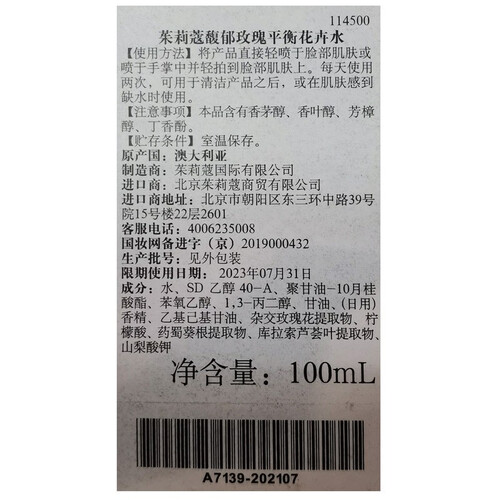 114500
茱莉蔻馥郁玫瑰平衡花卉水
【使用方法】将产品直接轻喷于脸部肌肤或
喷于手掌中并轻拍到脸部肌肤上。每天使用
两次，可用于清洁产品之后，或在肌肤感到
缺水时使用。
【注意事项】本品含有香茅醇、香叶醇、芳樟
醇、丁香酚。
【贮存条件】室温保存。
原产国：澳大利亚
制造商：茱莉蔻国际有限公司
进口商：北京茱莉蔻商贸有限公司
进口商地址：北京市朝阳区东三环中路39号
院15号楼22层2601
客服电话：4006235008
国妆网备进字（京）2019000432
生产批号：见外包装
限期使用日期：2023年07月31日
成分：水、SD 乙醇 40-A、聚甘油-10月桂
酸酯、苯氧乙醇、1,3-丙二醇、甘油、(日用)
香精、乙基己基甘油、杂交玫瑰花提取物、柠
檬酸、药蜀葵根提取物、库拉索芦荟叶提取物、
山梨酸钾
净含量：100mL
A7139-202107